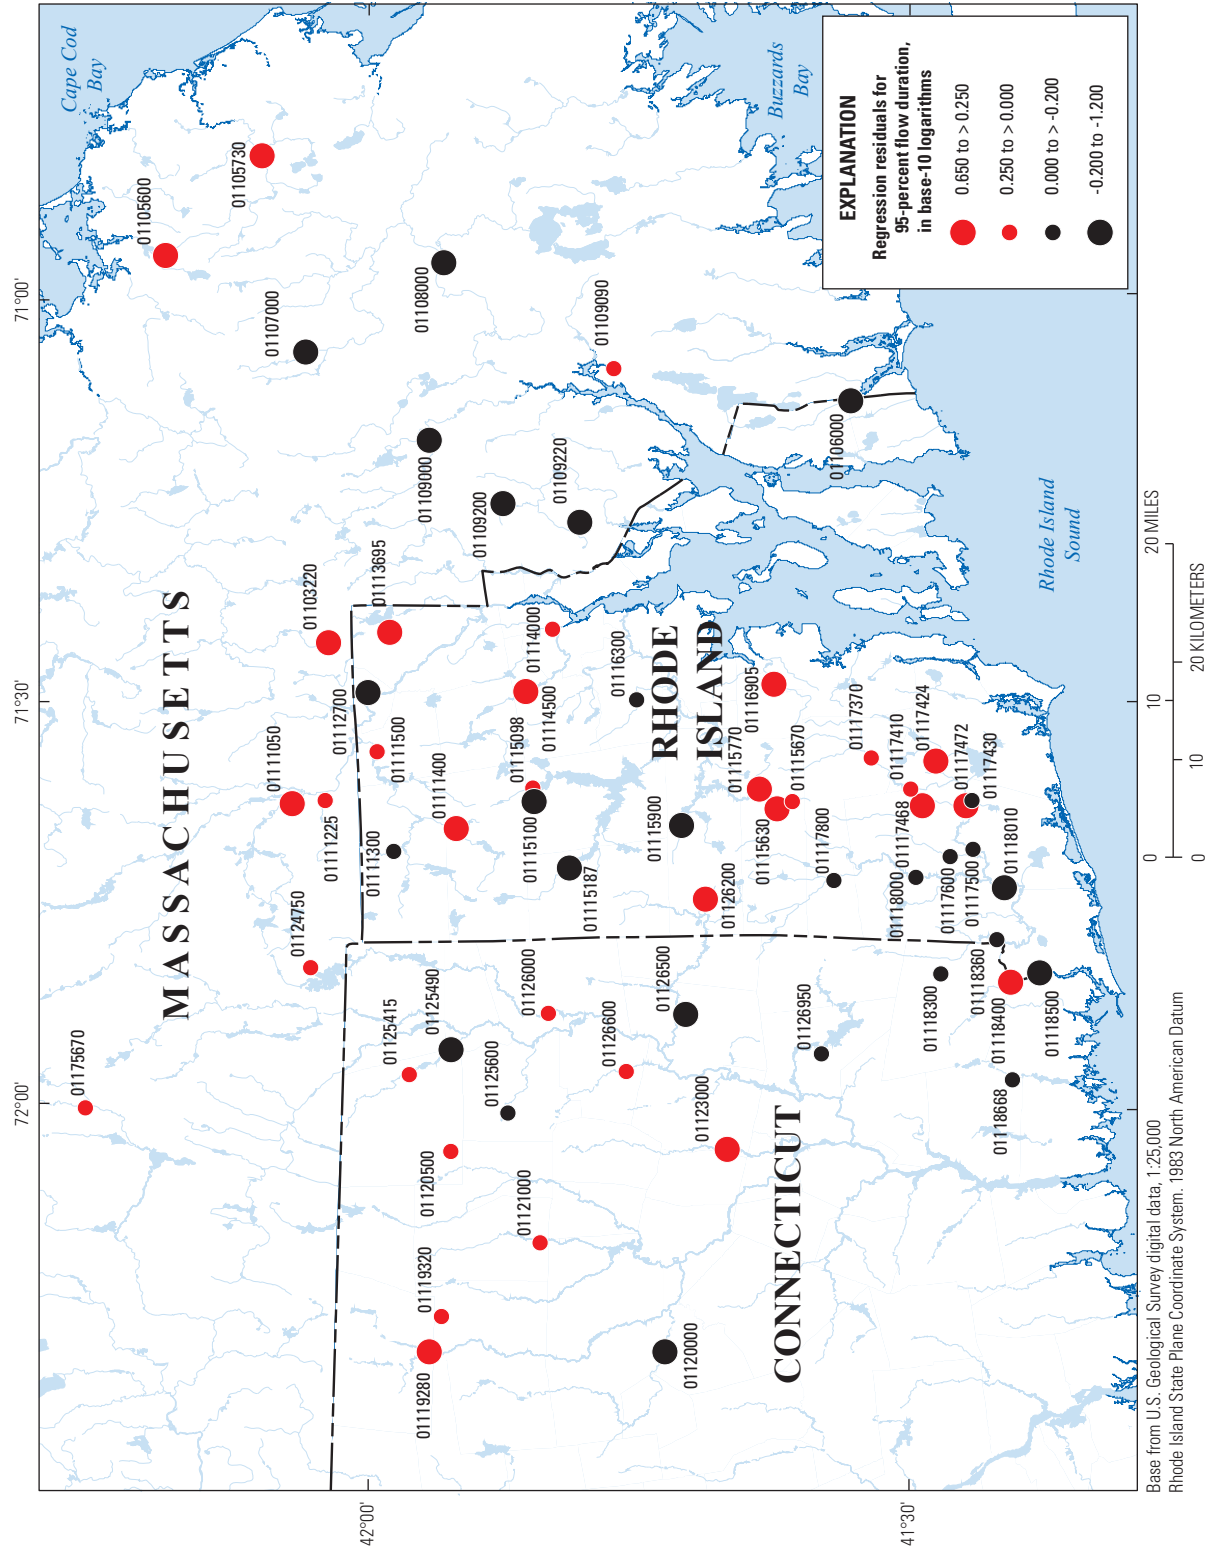 Cape Cod
Bay
Buzzards
Bay
Rhode Island
Sound
MASSACHUSETTS
RHODE
ISLAND
CONNECTICUT
71°00'
71°30'
72°00'
42°00'
41°30'
01105600
01105730
01107000
01108000
01109090
01109000
01109200
01109220
01106000
01103220
01113695
01112700
01111500
01111050
01111225
01111300
01111400
01114000
01114500
01115098
01115100
01115187
01116300
01116905
01115770
01115670
01115630
01115900
01126200
01117800
01117370
01117410
01117424
01117472
01117430
01117468
01118000
01117600
01117500
01118010
01118360
01118300
01118400
01118500
01118668
01124750
01175670
01125415
01125490
01125600
01126000
01126500
01126600
01126950
01123000
01120500
01121000
01119320
01119280
01120000
EXPLANATION
Regression residuals for
95-percent flow duration,
in base-10 logarithms
0.650 to > 0.250
0.250 to > 0.000
0.000 to > -0.200
-0.200 to -1.200
0 10 20 MILES
0 10 20 KILOMETERS
Base from U.S. Geological Survey digital data, 1:25,000
Rhode Island State Plane Coordinate System. 1983 North American Datum